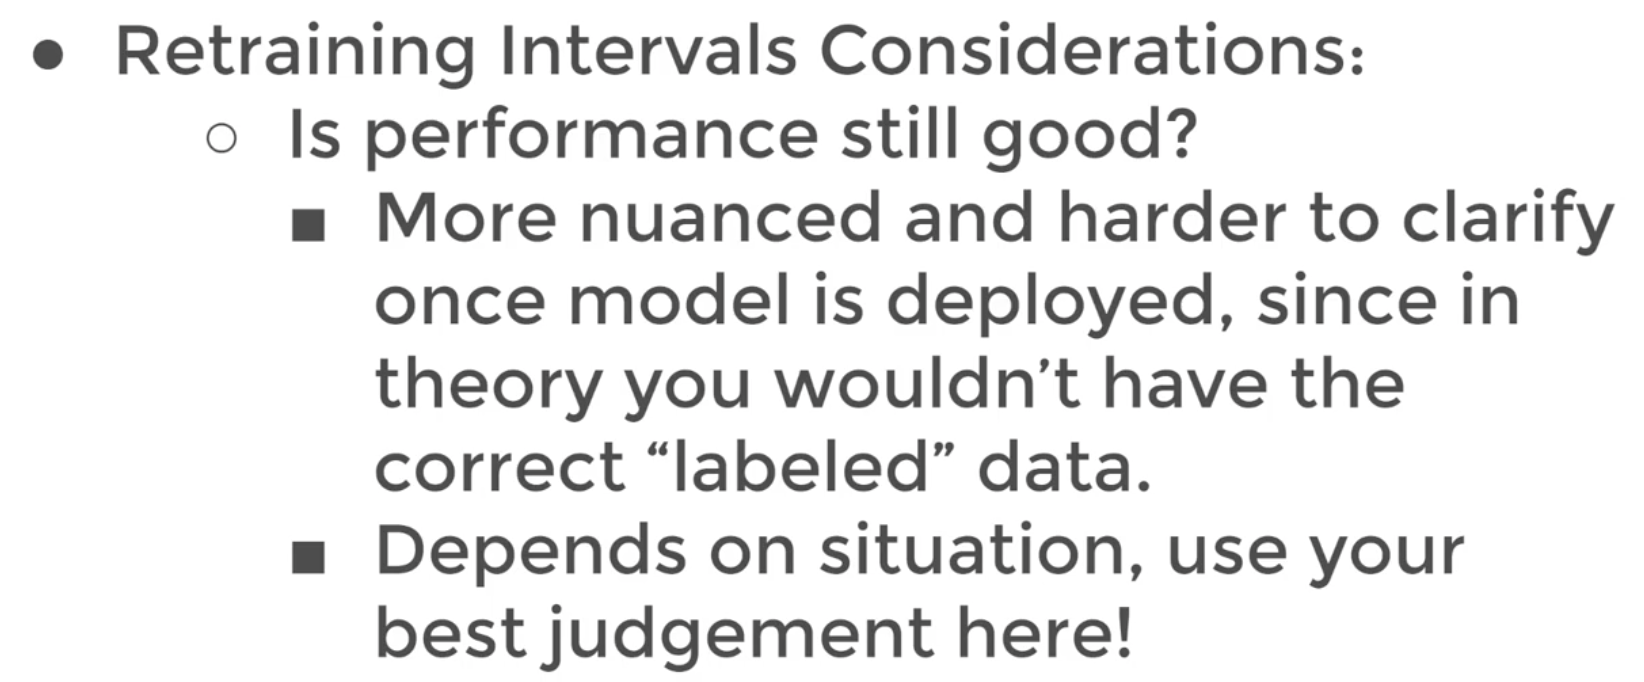 ● Retraining Intervals Considerations:
○ Is performance still good?
■ More nuanced and harder to clarify
once model is deployed, since in
theory you wouldn’t have the
correct “labeled” data.
■ Depends on situation, use your
best judgement here!